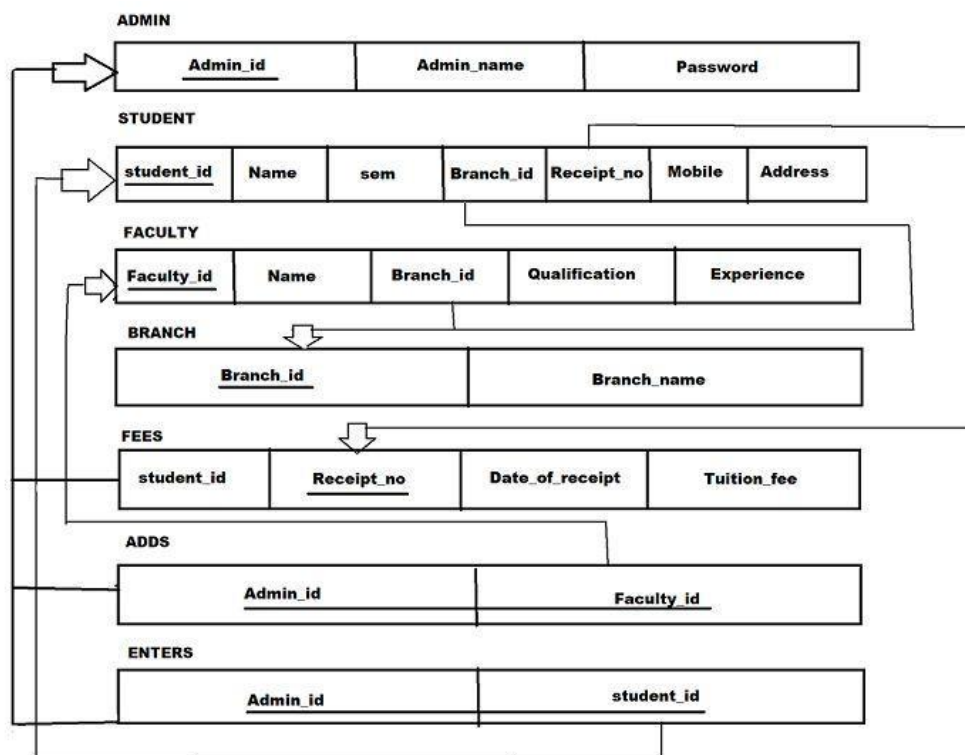 ADMIN
Admin_id Admin_name Password
STUDENT
student_id Name sem Branch_id Receipt_no Mobile Address
FACULTY
Faculty_id Name Branch_id Qualification Experience
BRANCH
Branch_id Branch_name
FEES
student_id Receipt_no Date_of_receipt Tuition_fee
ADDS
Admin_id Faculty_id
ENTERS
Admin_id student_id